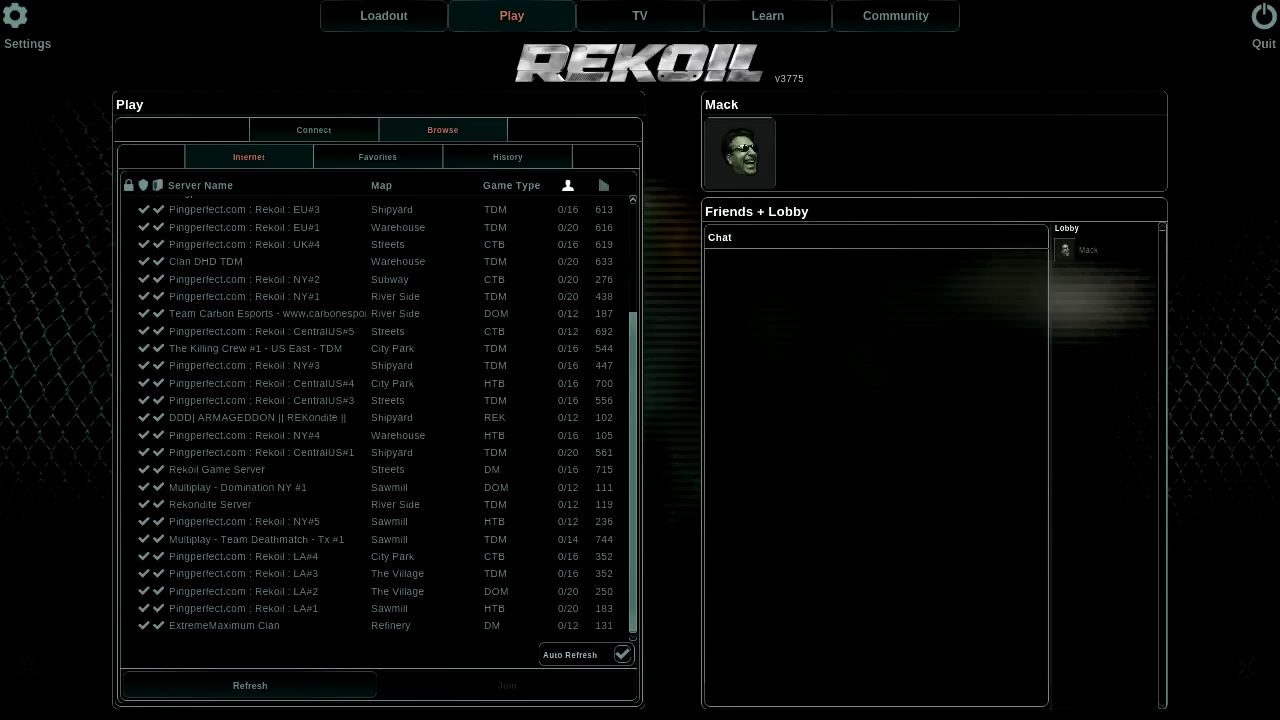 Loadout Play TV Learn Community
Settings Quit
REKOIL v3775
Play
Connect Browse
Internet Favorites History
Server Name Map Game Type
Pingperfect.com : Rekoil : EU#3 Shipyard TDM 0/16 613
Pingperfect.com : Rekoil : EU#1 Warehouse TDM 0/20 616
Pingperfect.com : Rekoil : UK#4 Streets CTB 0/16 619
Clan DHD TDM Warehouse TDM 0/20 633
Pingperfect.com : Rekoil : NY#2 Subway CTB 0/20 276
Pingperfect.com : Rekoil : NY#1 River Side TDM 0/20 438
Team Carbon Esports - www.carbonespor River Side DOM 0/12 187
Pingperfect.com : Rekoil : CentralUS#5 Streets CTB 0/12 692
The Killing Crew #1 - US East - TDM City Park TDM 0/16 544
Pingperfect.com : Rekoil : NY#3 Shipyard TDM 0/16 447
Pingperfect.com : Rekoil : CentralUS#4 City Park HTB 0/16 700
Pingperfect.com : Rekoil : CentralUS#3 Streets TDM 0/16 556
DDD| ARMAGEDDON || REKondite || Shipyard REK 0/12 102
Pingperfect.com : Rekoil : NY#4 Warehouse HTB 0/16 105
Pingperfect.com : Rekoil : CentralUS#1 Shipyard TDM 0/20 561
Rekoil Game Server Streets DM 0/16 715
Multiplay - Domination NY #1 Sawmill DOM 0/12 111
Rekondite Server River Side TDM 0/12 119
Pingperfect.com : Rekoil : NY#5 Sawmill HTB 0/12 236
Multiplay - Team Deathmatch - Tx #1 Sawmill TDM 0/14 744
Pingperfect.com : Rekoil : LA#4 City Park CTB 0/16 352
Pingperfect.com : Rekoil : LA#3 The Village TDM 0/16 352
Pingperfect.com : Rekoil : LA#2 The Village DOM 0/20 250
Pingperfect.com : Rekoil : LA#1 Sawmill HTB 0/20 183
ExtremeMaximum Clan Refinery DM 0/12 131
Auto Refresh
Refresh Join
Mack
Friends + Lobby
Chat
Lobby
Mack